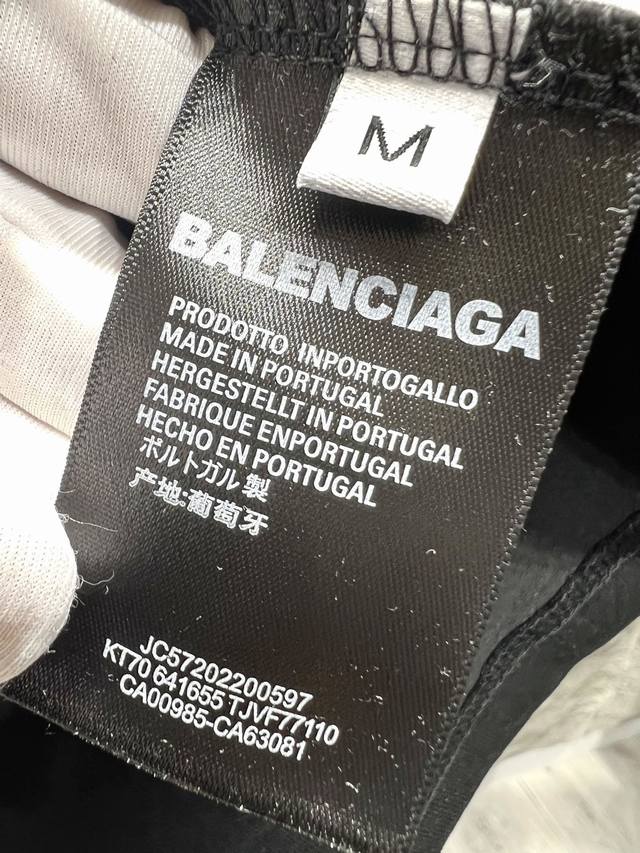 M
BALENCIAGA
PRODOTTO INPORTOGALLO
MADE IN PORTUGAL
HERGESTELLT IN PORTUGAL
FABRIQUE ENPORTUGAL
HECHO EN PORTUGAL
ポルトガル製
产地:葡萄牙
JC57202200597
KT70 641655 TJVF77110
CA00985-CA63081